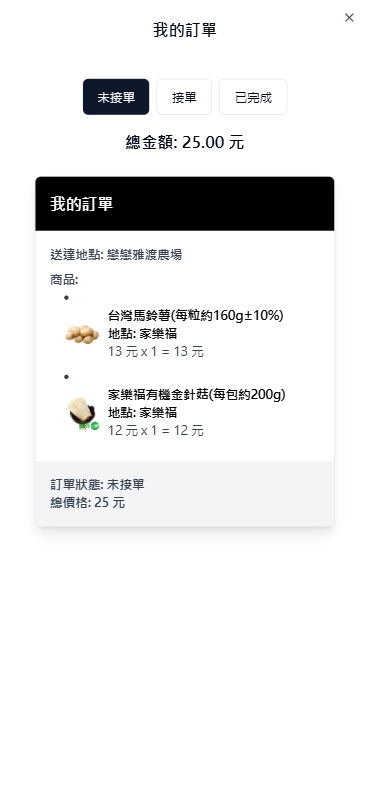 我的訂單
×
未接單 接單 已完成
總金額: 25.00 元
我的訂單
送達地點: 戀戀雅渡農場
商品:
台灣馬鈴薯(每粒約160g±10%)
地點: 家樂福
13 元 x 1 = 13 元
家樂福有機金針菇(每包約200g)
地點: 家樂福
12 元 x 1 = 12 元
訂單狀態: 未接單
總價格: 25 元